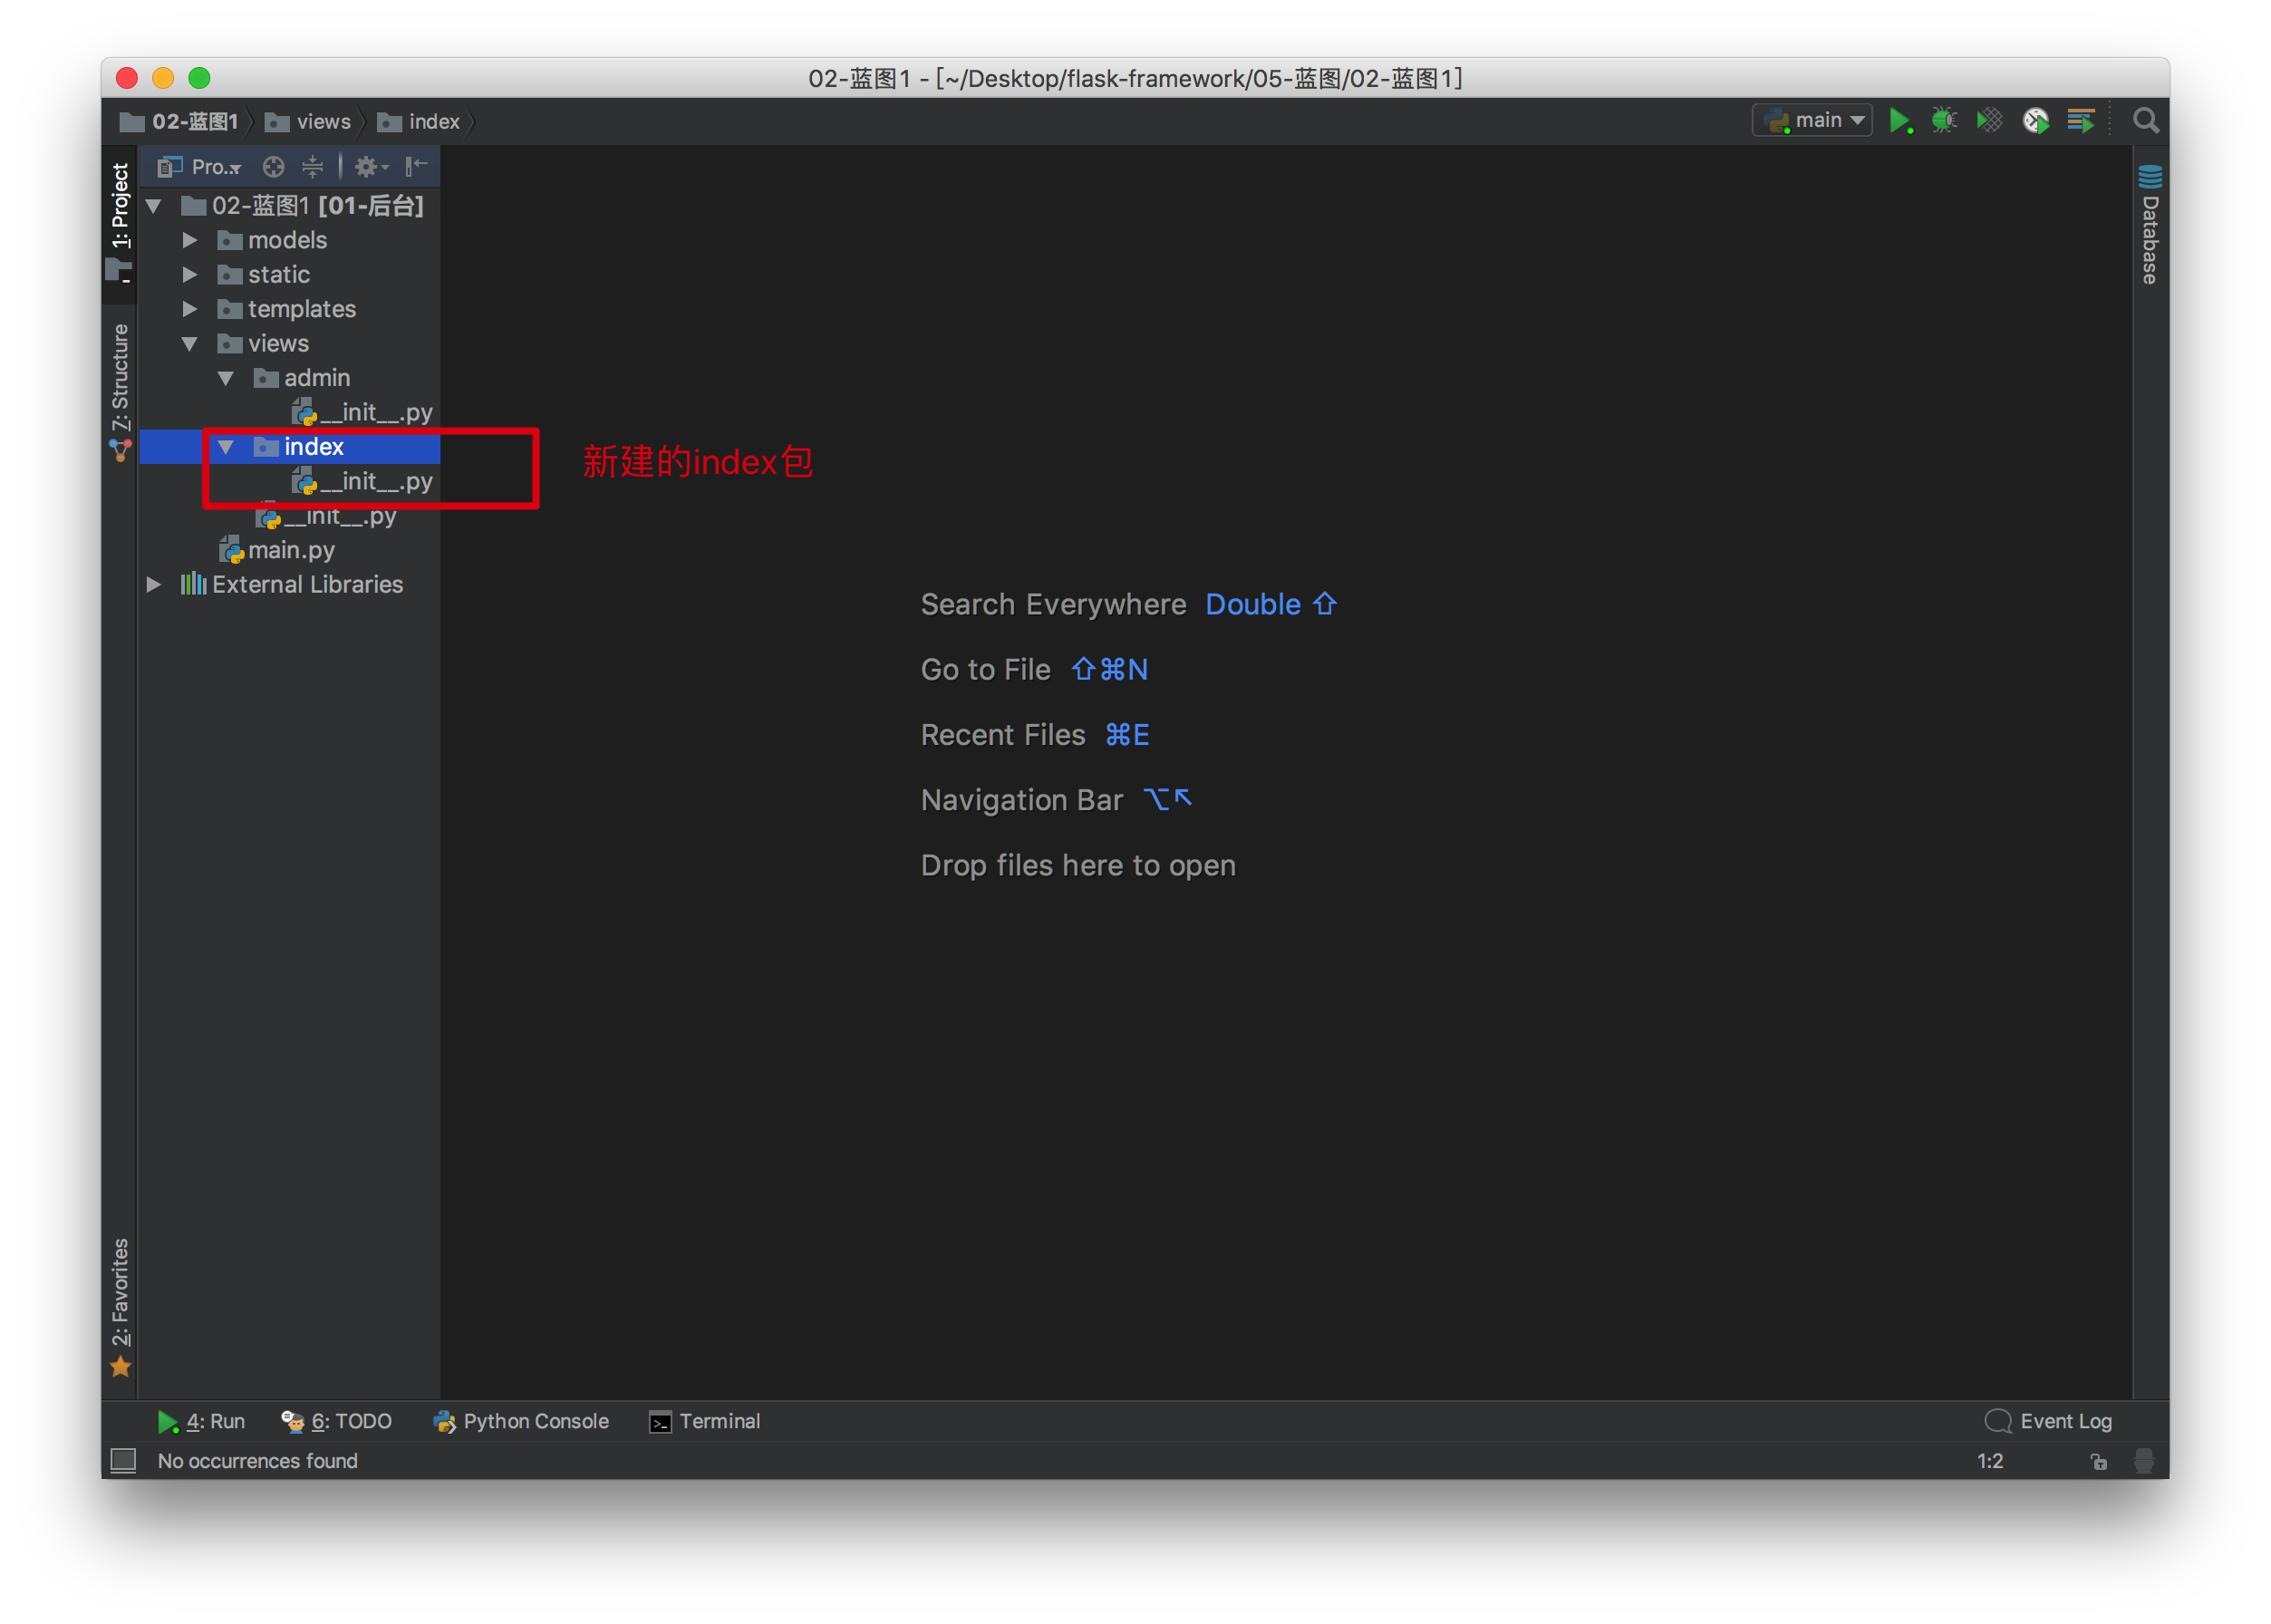 02-蓝图1 - [~/Desktop/flask-framework/05-蓝图/02-蓝图1]
02-蓝图1 views index
main
Pro...
1: Project
7: Structure
2: Favorites
02-蓝图1 [01-后台]
models
static
templates
views
admin
__init__.py
index
__init__.py
__init__.py
main.py
External Libraries
新建的index包
Search Everywhere Double ⇧
Go to File ⇧⌘N
Recent Files ⌘E
Navigation Bar ⌥↖
Drop files here to open
Database
4: Run 6: TODO Python Console Terminal Event Log
No occurrences found 1:2